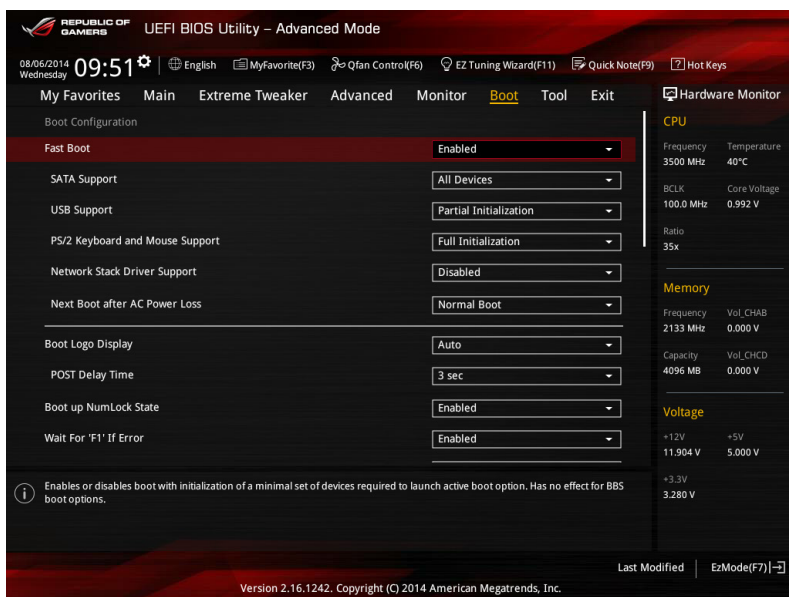 REPUBLIC OF
GAMERS
UEFI BIOS Utility – Advanced Mode
08/06/2014
Wednesday
09:51
English
MyFavorite(F3)
Qfan Control(F6)
EZ Tuning Wizard(F11)
Quick Note(F9)
? Hot Keys
My Favorites Main Extreme Tweaker Advanced Monitor Boot Tool Exit
Hardware Monitor
Boot Configuration
Fast Boot Enabled
SATA Support All Devices
USB Support Partial Initialization
PS/2 Keyboard and Mouse Support Full Initialization
Network Stack Driver Support Disabled
Next Boot after AC Power Loss Normal Boot
Boot Logo Display Auto
POST Delay Time 3 sec
Boot up NumLock State Enabled
Wait For 'F1' If Error Enabled
Enables or disables boot with initialization of a minimal set of devices required to launch active boot option. Has no effect for BBS
boot options.
CPU
Frequency Temperature
3500 MHz 40°C
BCLK Core Voltage
100.0 MHz 0.992 V
Ratio
35x
Memory
Frequency Vol_CHAB
2133 MHz 0.000 V
Capacity Vol_CHCD
4096 MB 0.000 V
Voltage
+12V +5V
11.904 V 5.000 V
+3.3V
3.280 V
Last Modified
EzMode(F7)
Version 2.16.1242. Copyright (C) 2014 American Megatrends, Inc.